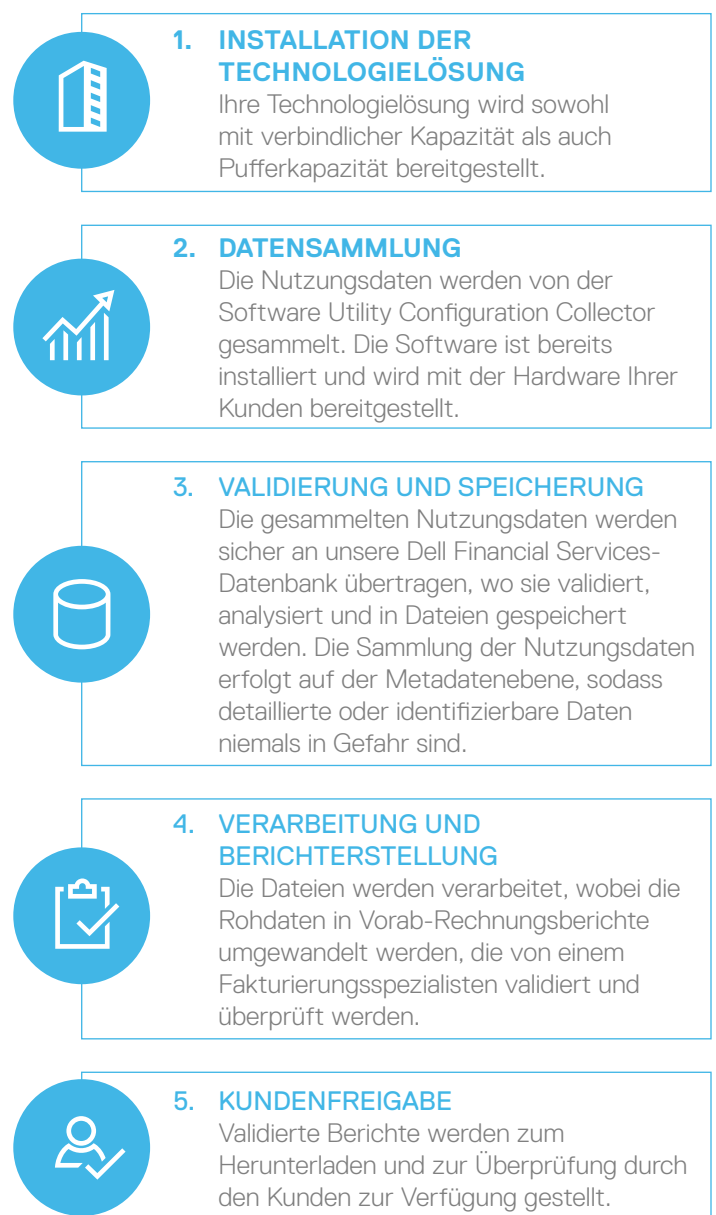 1. INSTALLATION DER
TECHNOLOGIELÖSUNG
Ihre Technologielösung wird sowohl
mit verbindlicher Kapazität als auch
Pufferkapazität bereitgestellt.
2. DATENSAMMLUNG
Die Nutzungsdaten werden von der
Software Utility Configuration Collector
gesammelt. Die Software ist bereits
installiert und wird mit der Hardware Ihrer
Kunden bereitgestellt.
3. VALIDIERUNG UND SPEICHERUNG
Die gesammelten Nutzungsdaten werden
sicher an unsere Dell Financial Services-
Datenbank übertragen, wo sie validiert,
analysiert und in Dateien gespeichert
werden. Die Sammlung der Nutzungsdaten
erfolgt auf der Metadatenebene, sodass
detaillierte oder identifizierbare Daten
niemals in Gefahr sind.
4. VERARBEITUNG UND
BERICHTERSTELLUNG
Die Dateien werden verarbeitet, wobei die
Rohdaten in Vorab-Rechnungsberichte
umgewandelt werden, die von einem
Fakturierungsspezialisten validiert und
überprüft werden.
5. KUNDENFREIGABE
Validierte Berichte werden zum
Herunterladen und zur Überprüfung durch
den Kunden zur Verfügung gestellt.